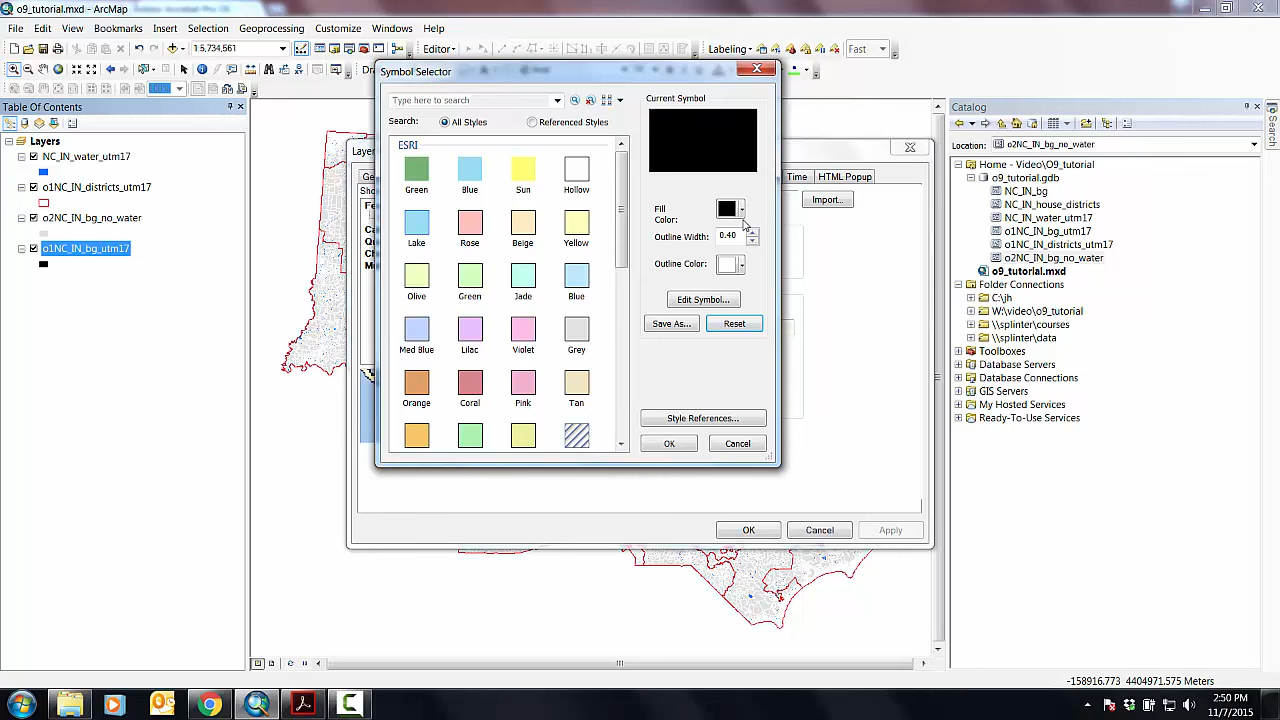 o9_tutorial.mxd - ArcMap
File Edit View Bookmarks Insert Selection Geoprocessing Customize Windows Help
1:5,734,561
Editor
Labeling
Fast
Table Of Contents
Layers
NC_IN_water_utm17
o1NC_IN_districts_utm17
o2NC_IN_bg_no_water
o1NC_IN_bg_utm17
Time
HTML Popup
Import...
OK
Cancel
Apply
Symbol Selector
Type here to search
Search: All Styles Referenced Styles
ESRI
Green Blue Sun Hollow
Lake Rose Beige Yellow
Olive Green Jade Blue
Med Blue Lilac Violet Grey
Orange Coral Pink Tan
Current Symbol
Fill
Color:
Outline Width: 0.40
Outline Color:
Edit Symbol...
Save As... Reset
Style References...
OK Cancel
Catalog
Location: o2NC_IN_bg_no_water
Home - Video\O9_tutorial
o9_tutorial.gdb
NC_IN_bg
NC_IN_house_districts
NC_IN_water_utm17
o1NC_IN_bg_utm17
o1NC_IN_districts_utm17
o2NC_IN_bg_no_water
o9_tutorial.mxd
Folder Connections
C:\jh
W:\video\o9_tutorial
\\splinter\courses
\\splinter\data
Toolboxes
Database Servers
Database Connections
GIS Servers
My Hosted Services
Ready-To-Use Services
Search
-158916.773 4404971.575 Meters
2:50 PM
11/7/2015